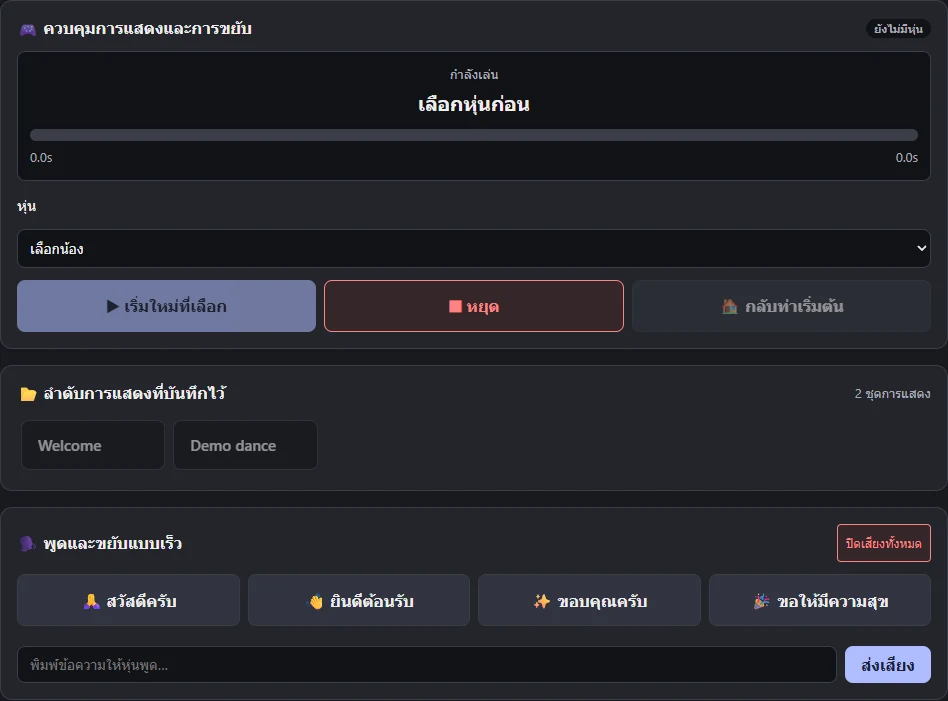 ควบคุมการแสดงและการขยับ
ยังไม่มีหุ่น
กำลังเล่น
เลือกหุ่นก่อน
0.0s
0.0s
หุ่น
เลือกน้อง
เริ่มใหม่ที่เลือก
หยุด
กลับท่าเริ่มต้น
ลำดับการแสดงที่บันทึกไว้
2 ชุดการแสดง
Welcome
Demo dance
พูดและขยับแบบเร็ว
ปิดเสียงทั้งหมด
สวัสดีครับ
ยินดีต้อนรับ
ขอบคุณครับ
ขอให้มีความสุข
พิมพ์ข้อความให้หุ่นพูด...
ส่งเสียง